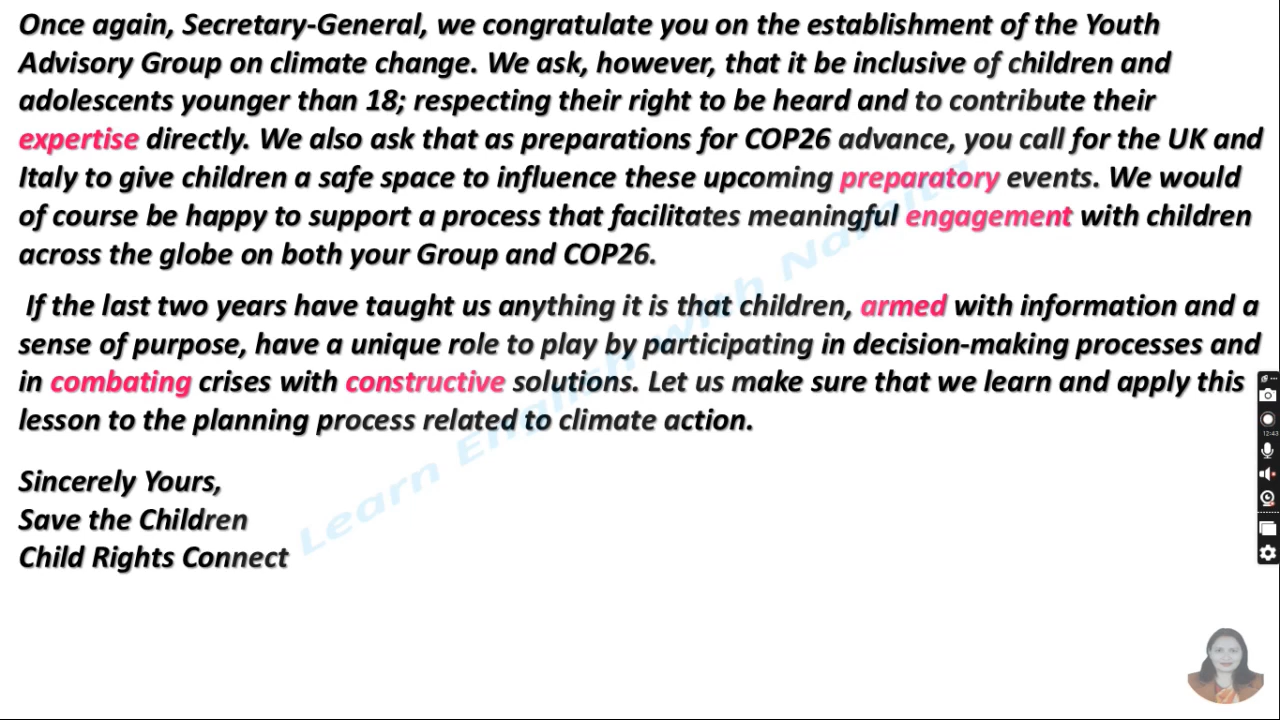 Once again, Secretary-General, we congratulate you on the establishment of the Youth
Advisory Group on climate change. We ask, however, that it be inclusive of children and
adolescents younger than 18; respecting their right to be heard and to contribute their
expertise directly. We also ask that as preparations for COP26 advance, you call for the UK and
Italy to give children a safe space to influence these upcoming preparatory events. We would
of course be happy to support a process that facilitates meaningful engagement with children
across the globe on both your Group and COP26.
If the last two years have taught us anything it is that children, armed with information and a
sense of purpose, have a unique role to play by participating in decision-making processes and
in combating crises with constructive solutions. Let us make sure that we learn and apply this
lesson to the planning process related to climate action.
Sincerely Yours,
Save the Children
Child Rights Connect
Learn English with Namita
12:43